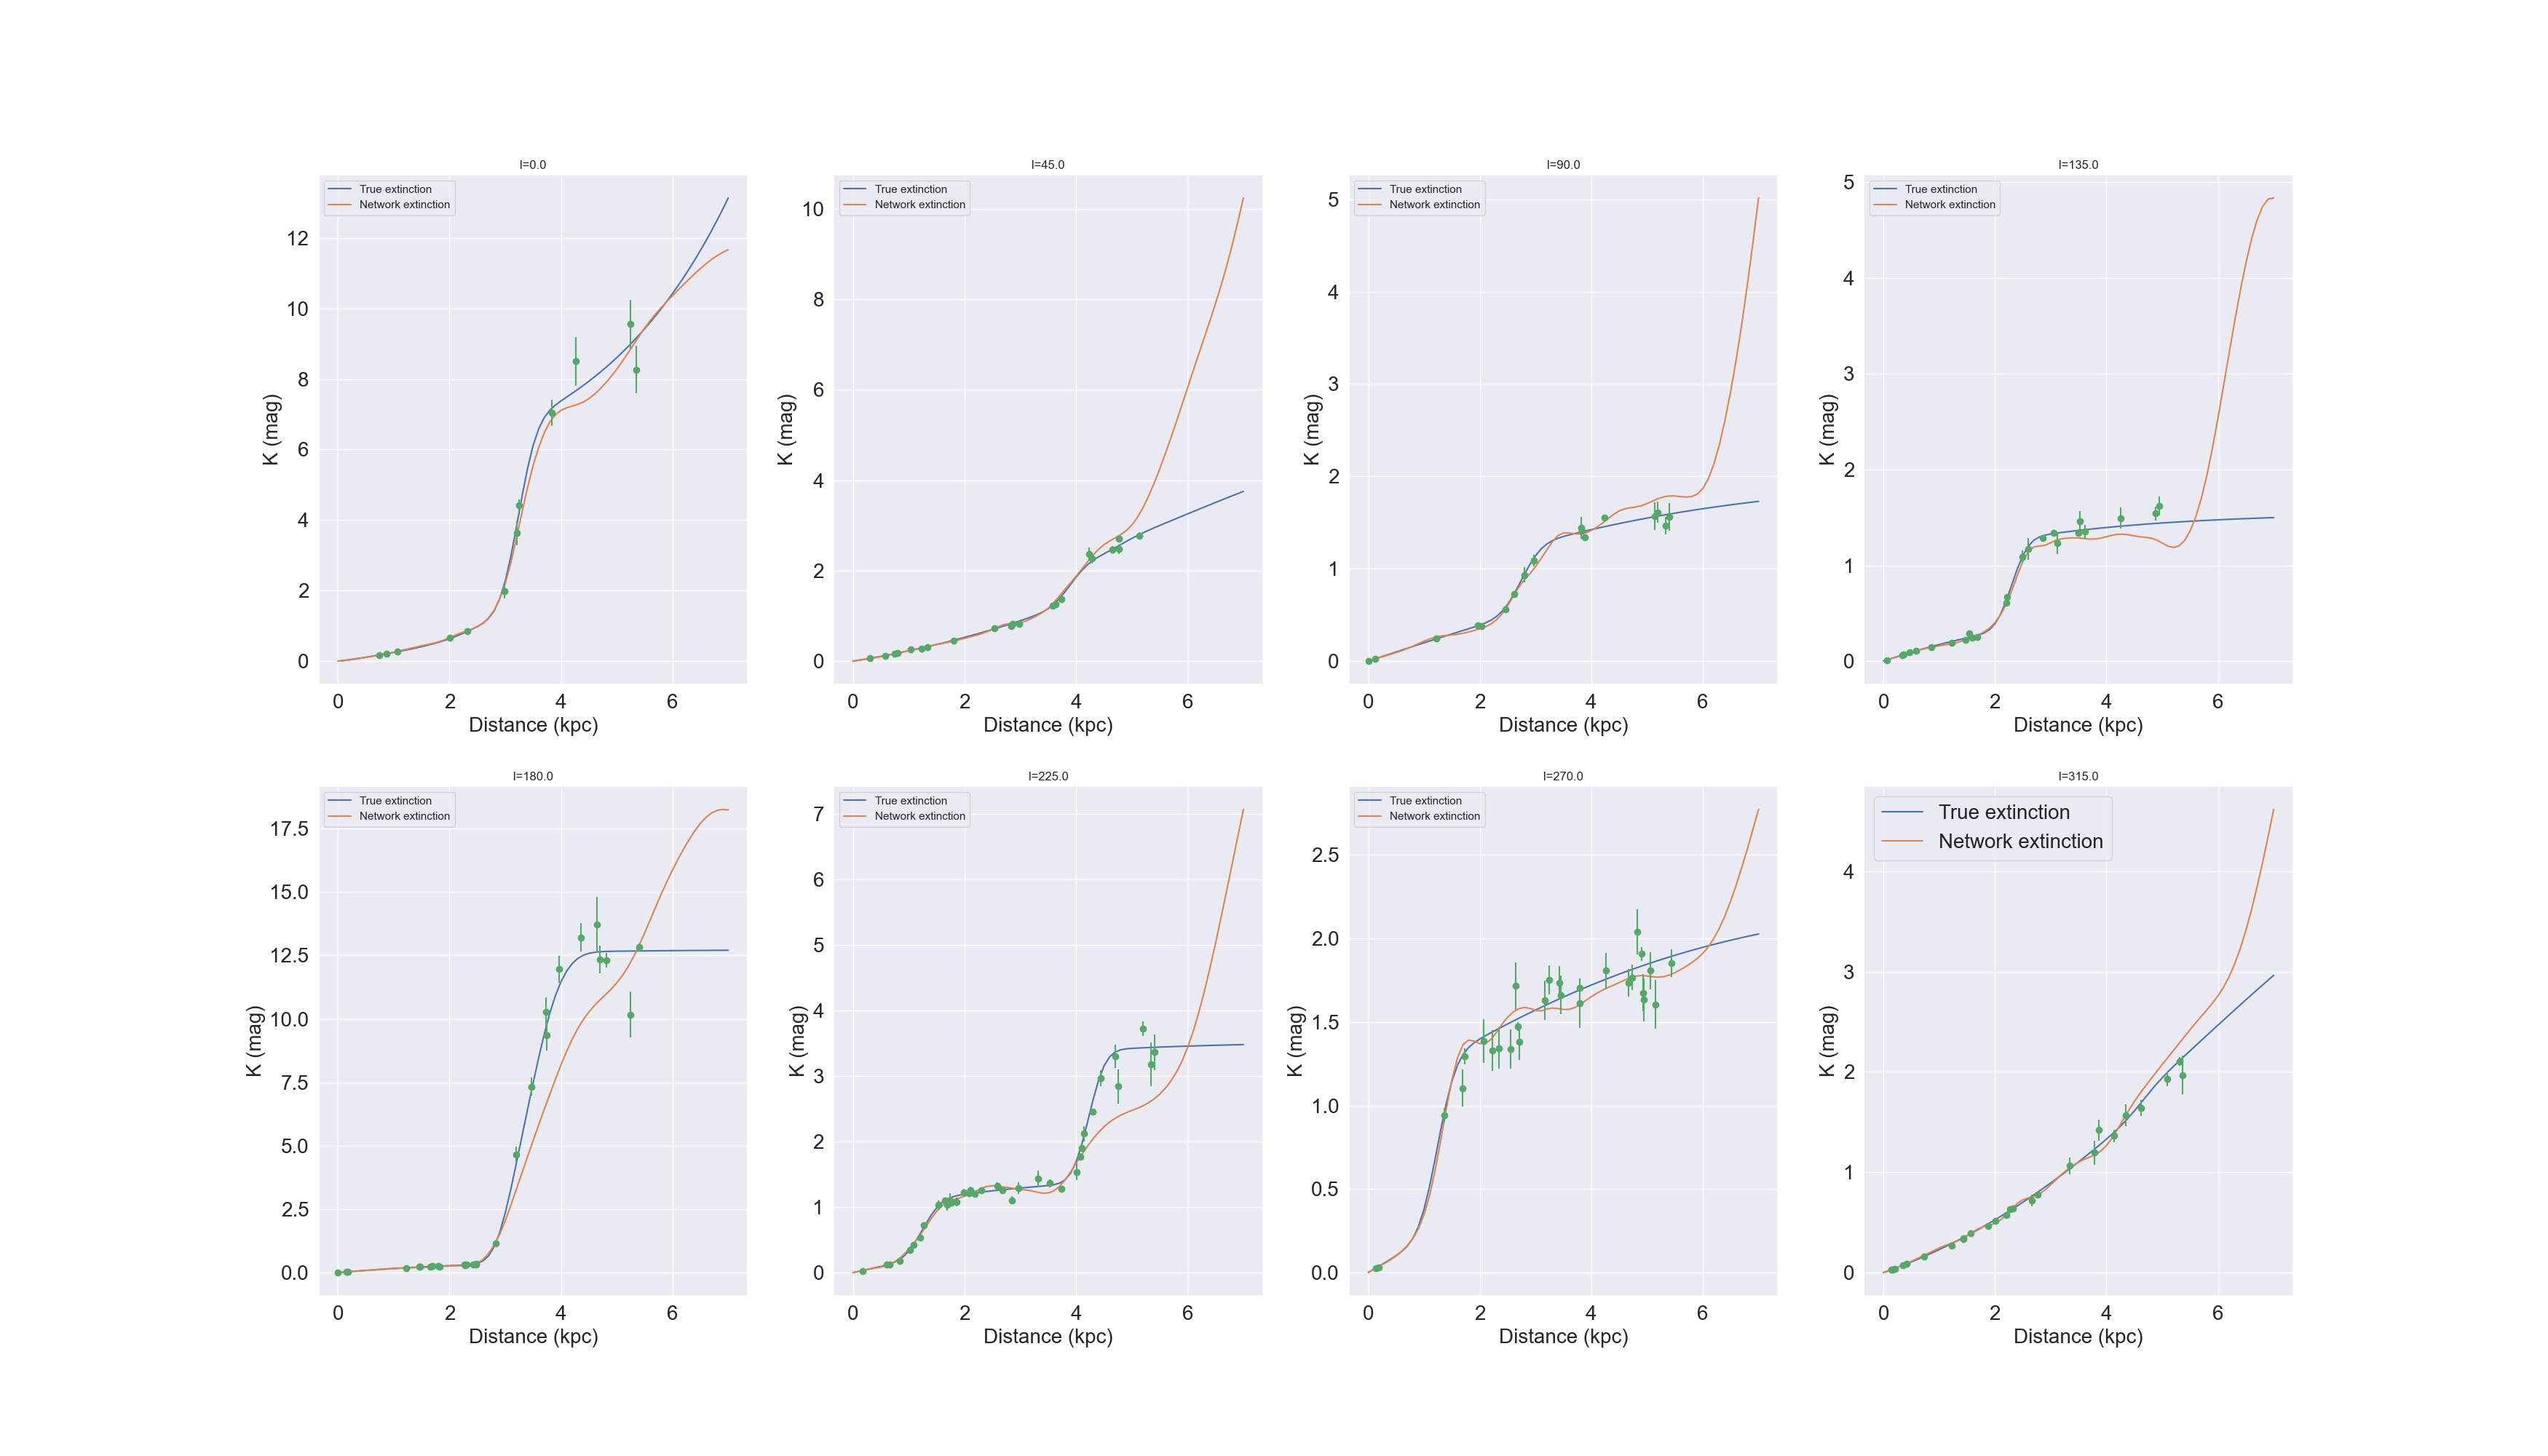 l=0.0
True extinction
Network extinction
12
10
8
6
4
2
0
K (mag)
0 2 4 6
Distance (kpc)
l=45.0
True extinction
Network extinction
10
8
6
4
2
0
K (mag)
0 2 4 6
Distance (kpc)
l=90.0
True extinction
Network extinction
5
4
3
2
1
0
K (mag)
0 2 4 6
Distance (kpc)
l=135.0
True extinction
Network extinction
5
4
3
2
1
0
K (mag)
0 2 4 6
Distance (kpc)
l=180.0
True extinction
Network extinction
17.5
15.0
12.5
10.0
7.5
5.0
2.5
0.0
K (mag)
0 2 4 6
Distance (kpc)
l=225.0
True extinction
Network extinction
7
6
5
4
3
2
1
0
K (mag)
0 2 4 6
Distance (kpc)
l=270.0
True extinction
Network extinction
2.5
2.0
1.5
1.0
0.5
0.0
K (mag)
0 2 4 6
Distance (kpc)
l=315.0
True extinction
Network extinction
4
3
2
1
0
K (mag)
0 2 4 6
Distance (kpc)